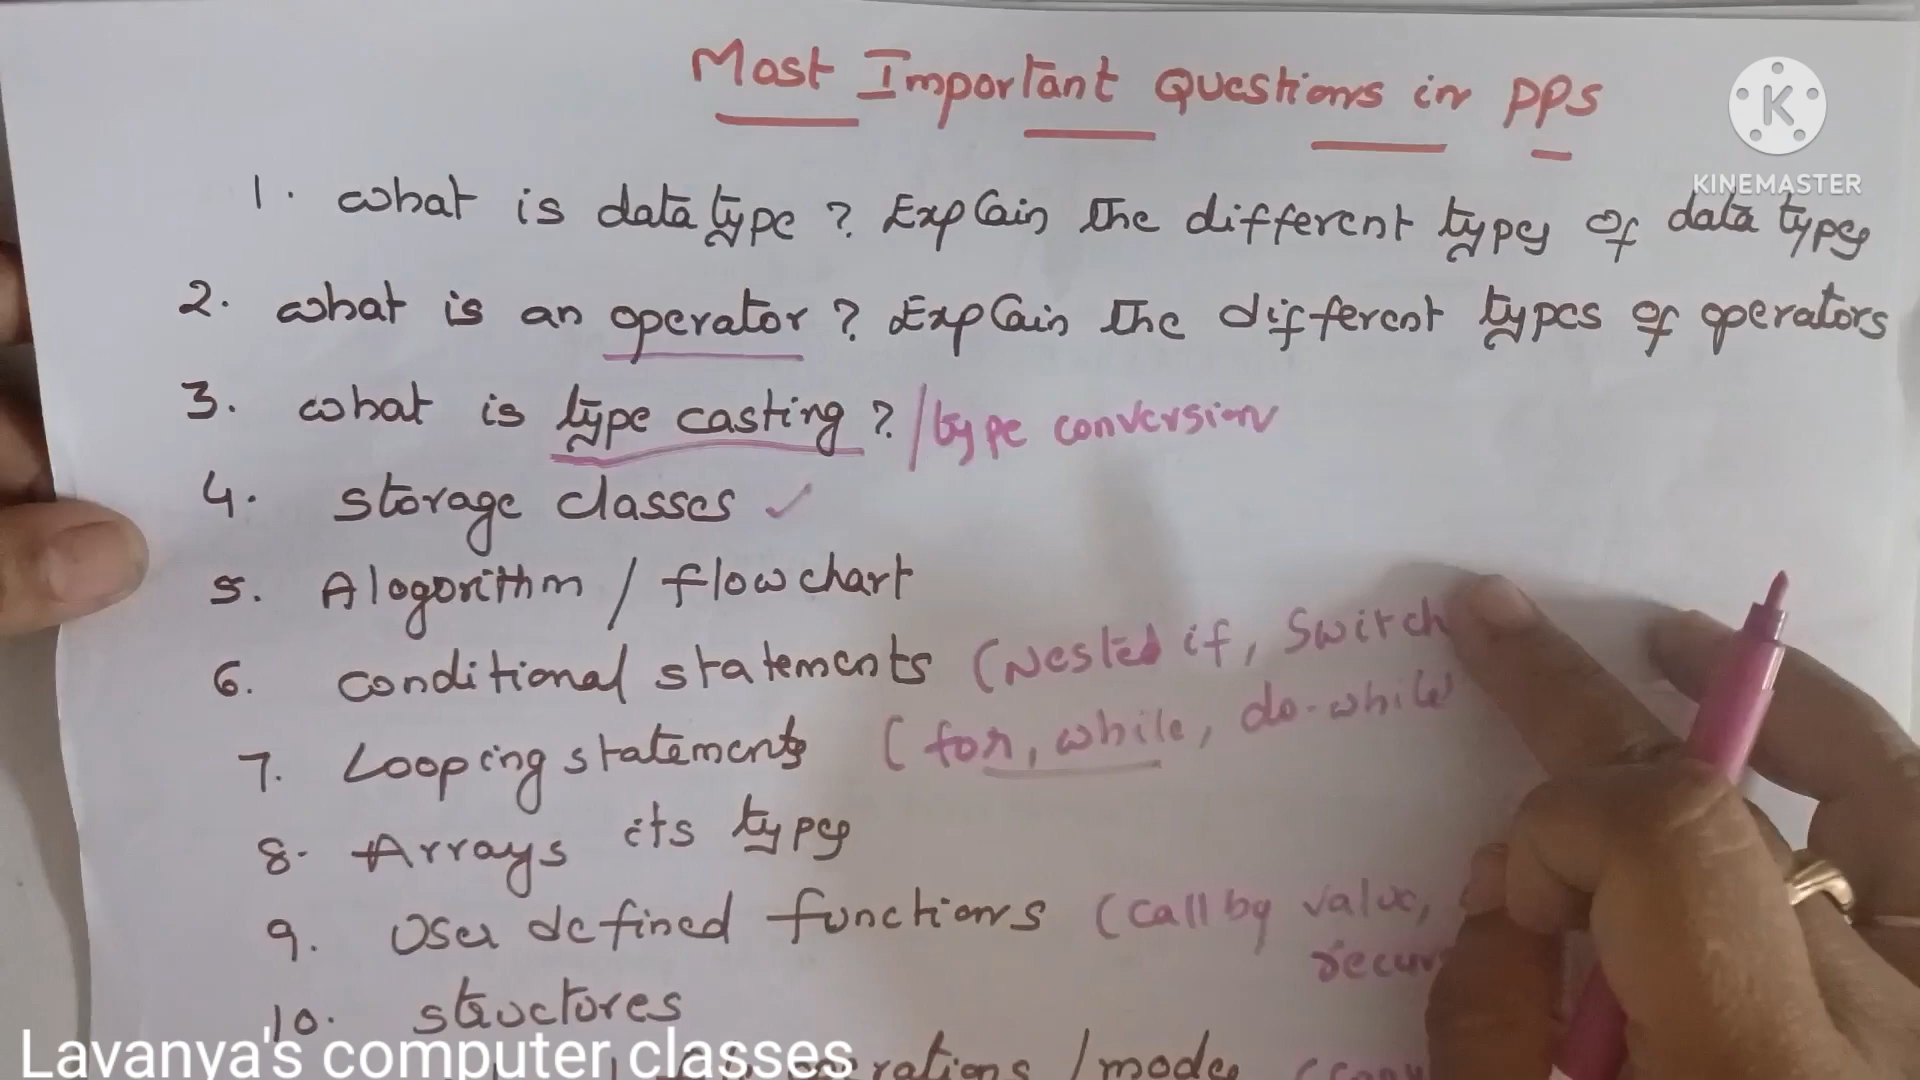 Most Important Questions in PPS
KINEMASTER
1. What is data type? Explain the different types of data types
2. What is an operator? Explain the different types of operators
3. What is type casting? / type conversion
4. Storage classes ✓
5. Alogorithm / flowchart
6. Conditional statements (Nested if, Switch
7. Looping statements (for, while, do-while
8. Arrays its types
9. User defined functions (Call by value,
recurs
10. structures
Lavanya's computer classes
erations / modes